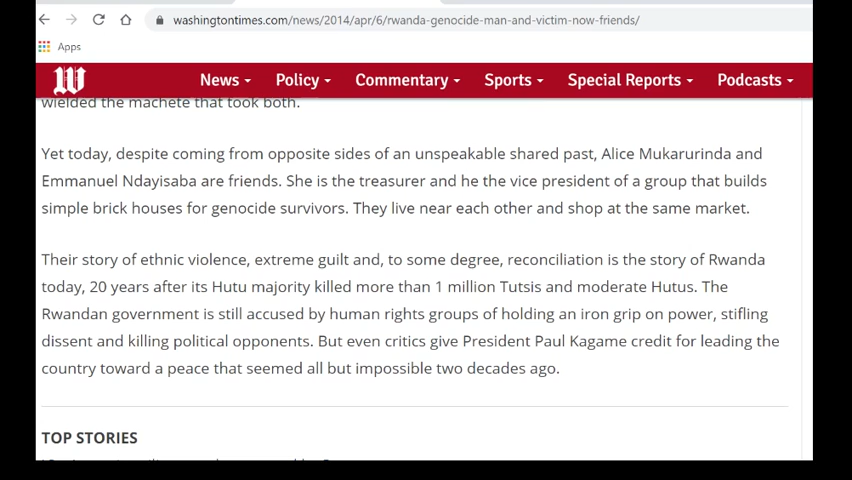 washingtontimes.com/news/2014/apr/6/rwanda-genocide-man-and-victim-now-friends/
Apps
W News Policy Commentary Sports Special Reports Podcasts
wielded the machete that took both.
Yet today, despite coming from opposite sides of an unspeakable shared past, Alice Mukarurinda and
Emmanuel Ndayisaba are friends. She is the treasurer and he the vice president of a group that builds
simple brick houses for genocide survivors. They live near each other and shop at the same market.
Their story of ethnic violence, extreme guilt and, to some degree, reconciliation is the story of Rwanda
today, 20 years after its Hutu majority killed more than 1 million Tutsis and moderate Hutus. The
Rwandan government is still accused by human rights groups of holding an iron grip on power, stifling
dissent and killing political opponents. But even critics give President Paul Kagame credit for leading the
country toward a peace that seemed all but impossible two decades ago.
TOP STORIES